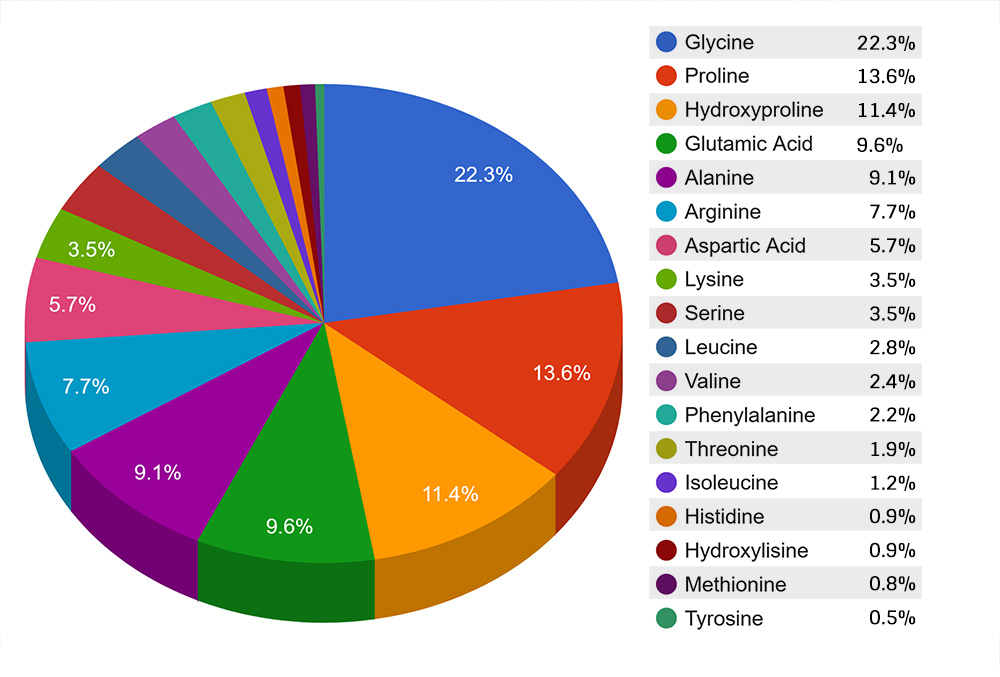 22.3%
13.6%
11.4%
9.6%
9.1%
7.7%
5.7%
3.5%
Glycine 22.3%
Proline 13.6%
Hydroxyproline 11.4%
Glutamic Acid 9.6%
Alanine 9.1%
Arginine 7.7%
Aspartic Acid 5.7%
Lysine 3.5%
Serine 3.5%
Leucine 2.8%
Valine 2.4%
Phenylalanine 2.2%
Threonine 1.9%
Isoleucine 1.2%
Histidine 0.9%
Hydroxylisine 0.9%
Methionine 0.8%
Tyrosine 0.5%